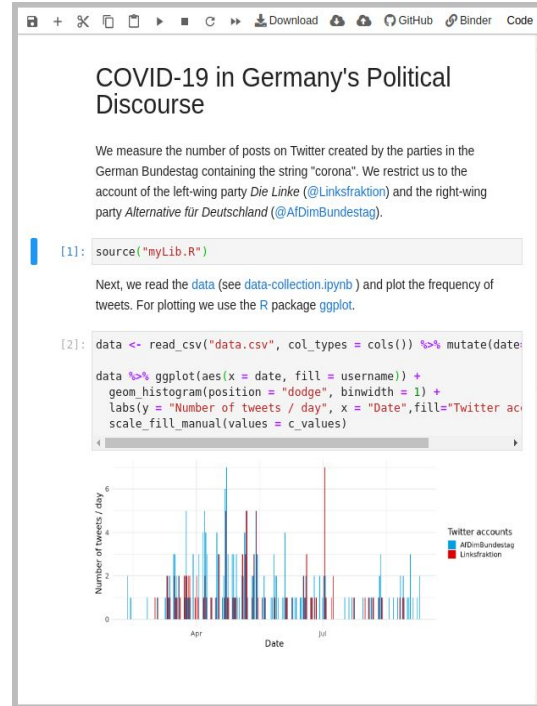 Download GitHub Binder Code
COVID-19 in Germany's Political
Discourse
We measure the number of posts on Twitter created by the parties in the
German Bundestag containing the string "corona". We restrict us to the
account of the left-wing party Die Linke (@Linksfraktion) and the right-wing
party Alternative für Deutschland (@AfDimBundestag).
[1]: source("myLib.R")
Next, we read the data (see data-collection.ipynb ) and plot the frequency of
tweets. For plotting we use the R package ggplot.
[2]: data <- read_csv("data.csv", col_types = cols()) %>% mutate(date=
data %>% ggplot(aes(x = date, fill = username)) +
geom_histogram(position = "dodge", binwidth = 1) +
labs(y = "Number of tweets / day", x = "Date",fill="Twitter acc
scale_fill_manual(values = c_values)
Number of tweets / day
6
4
2
0
Apr
Jul
Date
Twitter accounts
AfDimBundestag
Linksfraktion